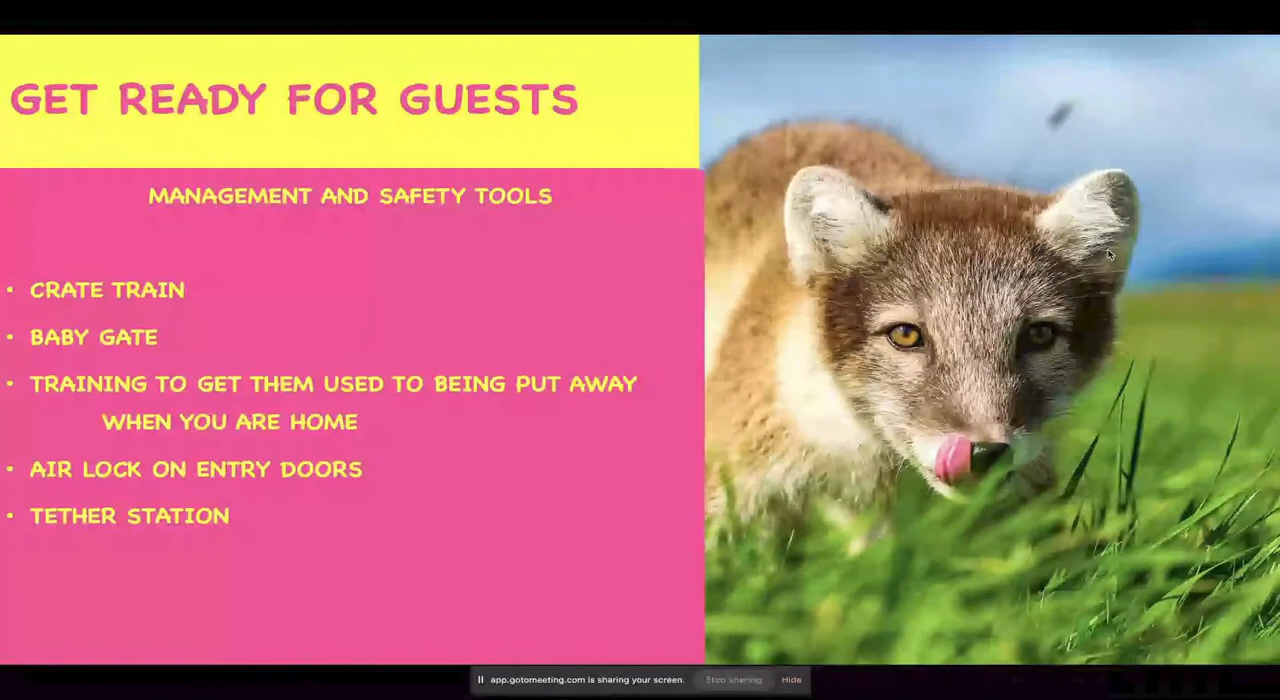 GET READY FOR GUESTS
MANAGEMENT AND SAFETY TOOLS
• CRATE TRAIN
• BABY GATE
• TRAINING TO GET THEM USED TO BEING PUT AWAY
WHEN YOU ARE HOME
• AIR LOCK ON ENTRY DOORS
• TETHER STATION
app.gotomeeting.com is sharing your screen. Stop sharing Hide